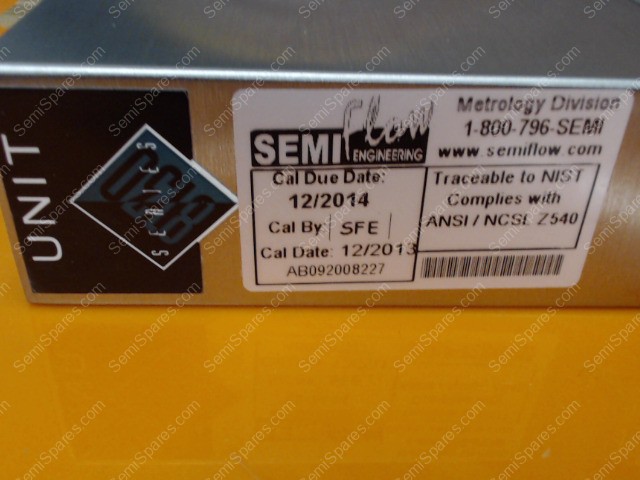 UNIT
SERIES
SEMI Flow
ENGINEERING
Metrology Division
1-800-796-SEMI
www.semiflow.com
Cal Due Date:
12/2014
Cal By: SFE
Cal Date: 12/2013
AB092008227
Traceable to NIST
Complies with
ANSI / NCSL Z540
SemiSpares.com